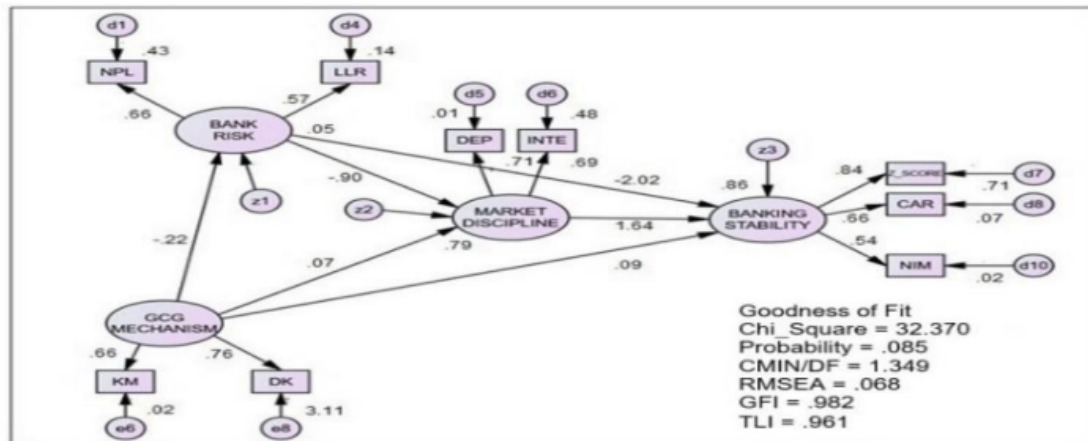 d1
d4
.43
.14
NPL
LLR
d5
d6
.66
.57
.01
.48
BANK
RISK
.05
DEP
INTE
z3
.71
.69
-.90
-2.02
.86
.84
Z_SCORE
d7
.71
z1
z2
MARKET
DISCIPLINE
1.64
BANKING
STABILITY
.66
CAR
d8
.07
-.22
.79
.54
.07
.09
NIM
d10
.02
GCG
MECHANISM
.66
.76
KM
DK
.02
3.11
e6
e8
Goodness of Fit
Chi_Square = 32.370
Probability = .085
CMIN/DF = 1.349
RMSEA = .068
GFI = .982
TLI = .961